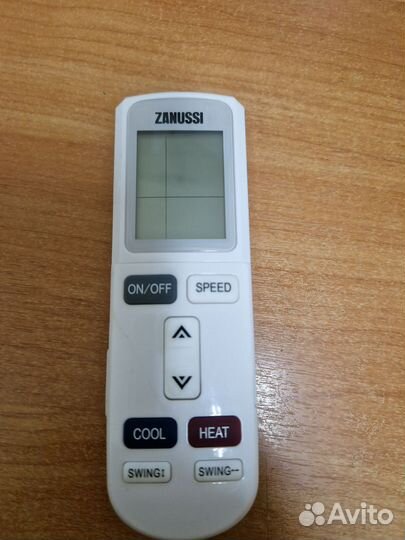 ZANUSSI
ON/OFF SPEED
COOL HEAT
SWING↕ SWING↔
Avito